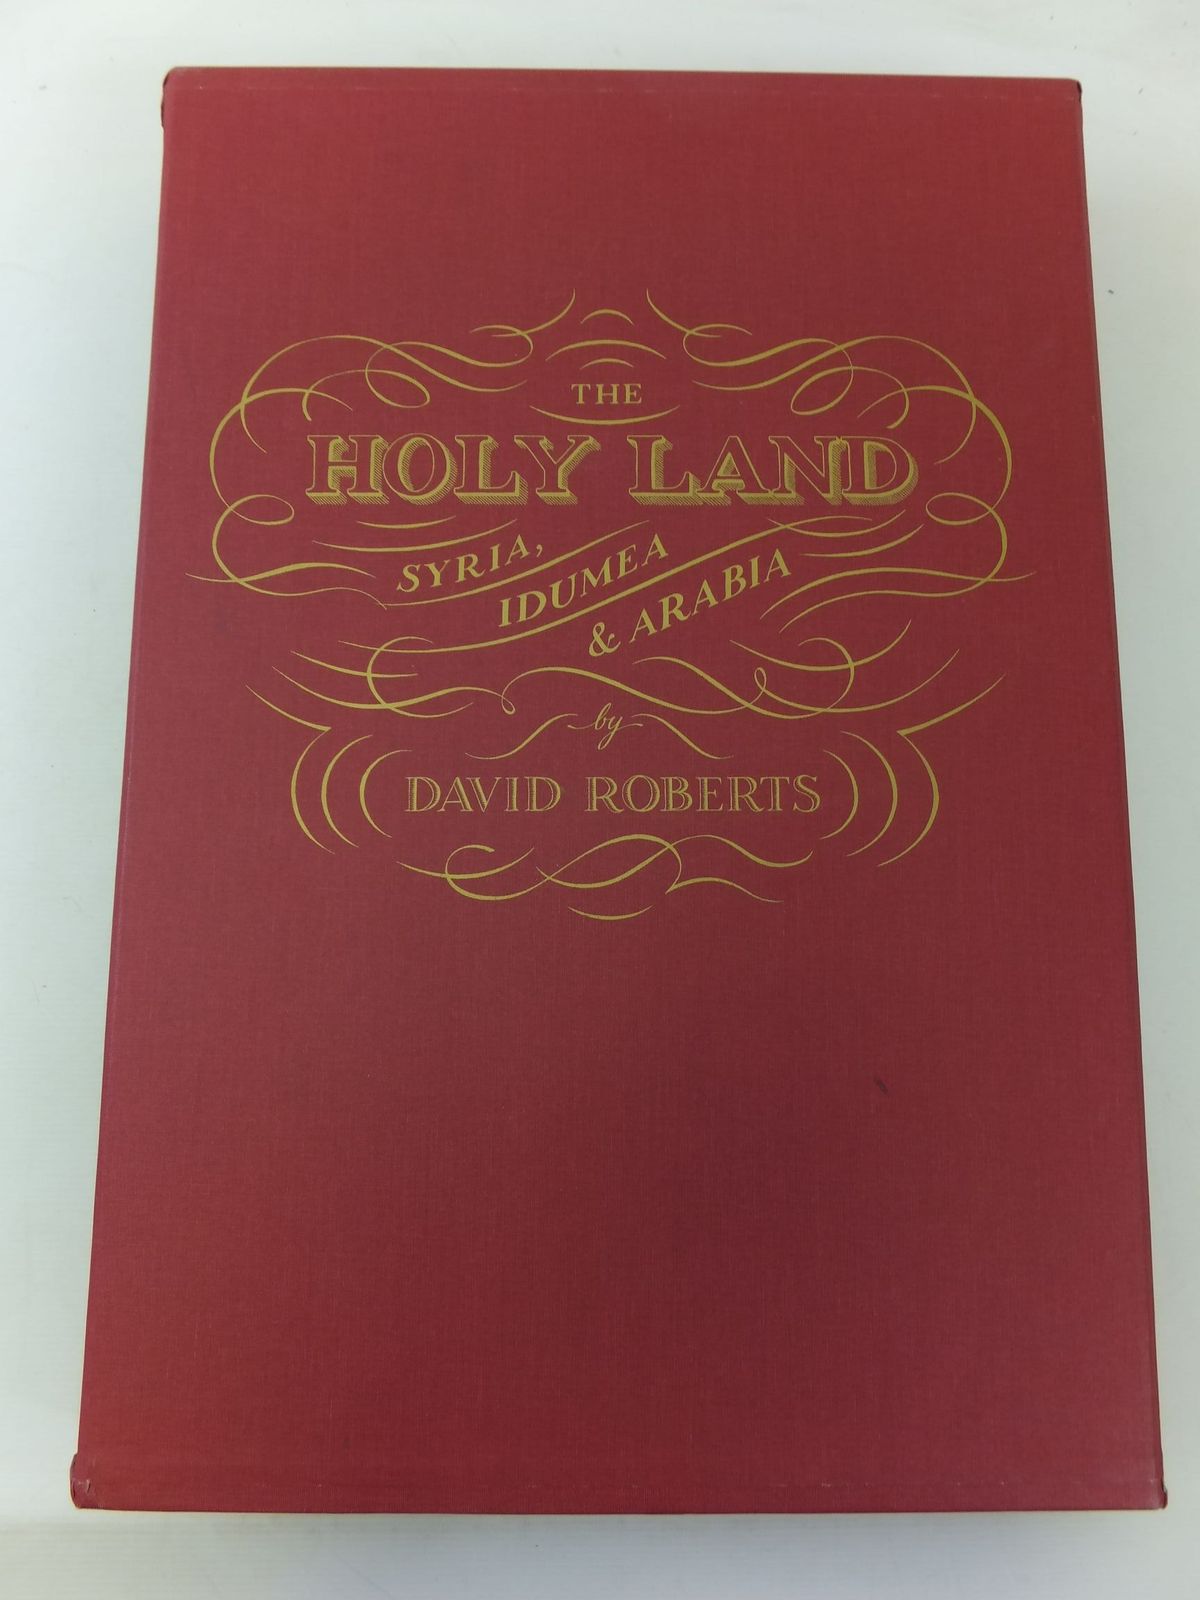 THE
HOLY LAND
SYRIA,
IDUMEA
& ARABIA
by
DAVID ROBERTS